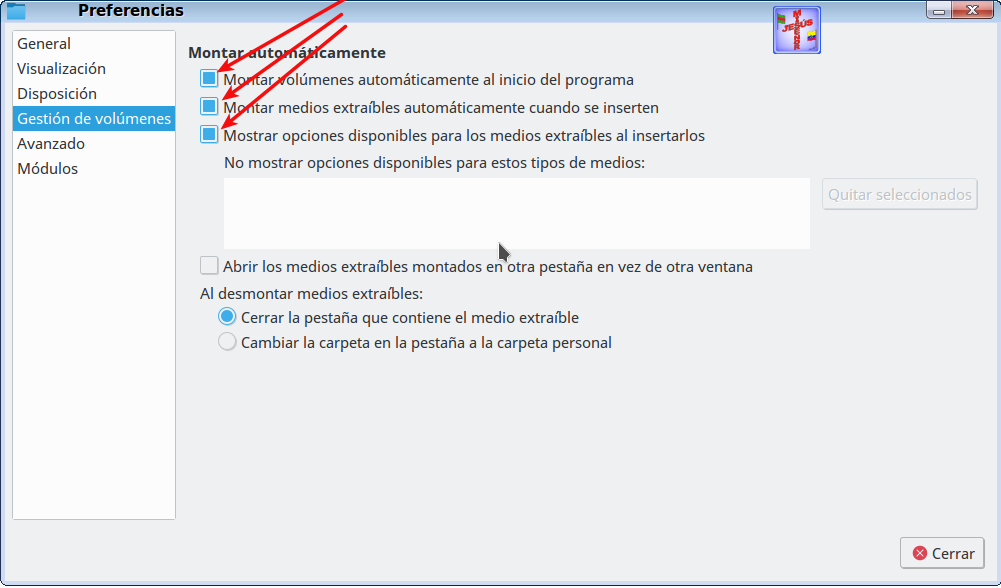 Preferencias
General
Visualización
Disposición
Gestión de volúmenes
Avanzado
Módulos
JESÚS
Montar automáticamente
Montar volúmenes automáticamente al inicio del programa
Montar medios extraíbles automáticamente cuando se inserten
Mostrar opciones disponibles para los medios extraíbles al insertarlos
No mostrar opciones disponibles para estos tipos de medios:
Quitar seleccionados
Abrir los medios extraíbles montados en otra pestaña en vez de otra ventana
Al desmontar medios extraíbles:
Cerrar la pestaña que contiene el medio extraíble
Cambiar la carpeta en la pestaña a la carpeta personal
Cerrar